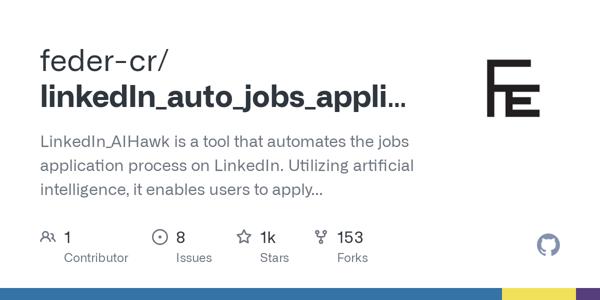 feder-cr/
linkedIn_auto_jobs_appli...
LinkedIn_AIHawk is a tool that automates the jobs
application process on LinkedIn. Utilizing artificial
intelligence, it enables users to apply...
1 8 1k 153
Contributor Issues Stars Forks
FE